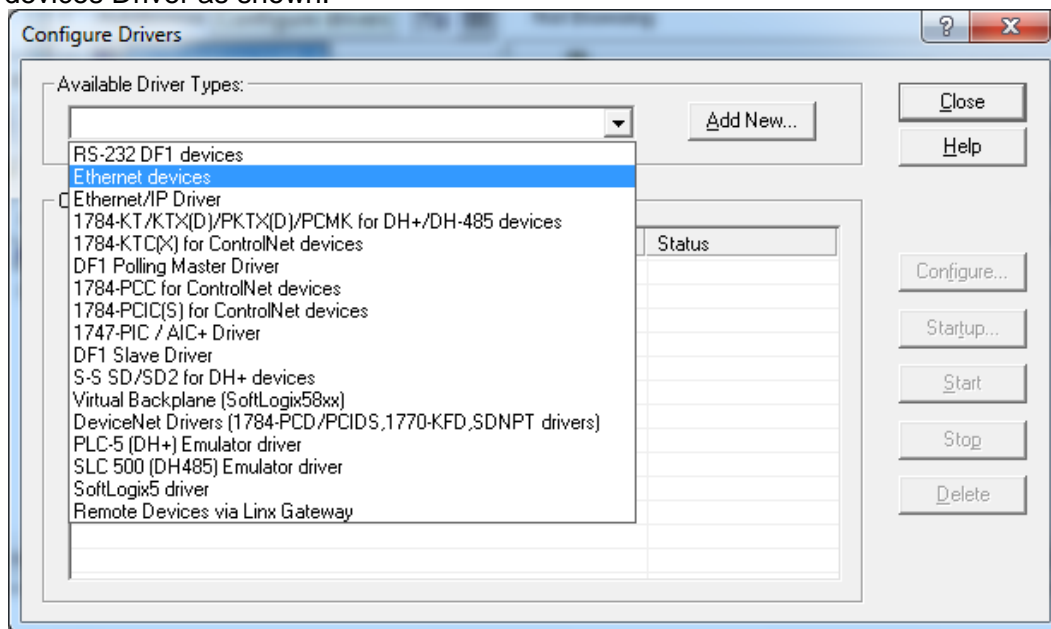 devices Driver as shown.
Configure Drivers
Available Driver Types:
Add New...
Close
Help
RS-232 DF1 devices
Ethernet devices
Ethernet/IP Driver
1784-KT/KTX(D)/PKTX(D)/PCMK for DH+/DH-485 devices
1784-KTC(X) for ControlNet devices
DF1 Polling Master Driver
1784-PCC for ControlNet devices
1784-PCIC(S) for ControlNet devices
1747-PIC / AIC+ Driver
DF1 Slave Driver
S-S SD/SD2 for DH+ devices
Virtual Backplane (SoftLogix58xx)
DeviceNet Drivers (1784-PCD/PCIDS,1770-KFD,SDNPT drivers)
PLC-5 (DH+) Emulator driver
SLC 500 (DH485) Emulator driver
SoftLogix5 driver
Remote Devices via Linx Gateway
Status
Configure...
Startup...
Start
Stop
Delete